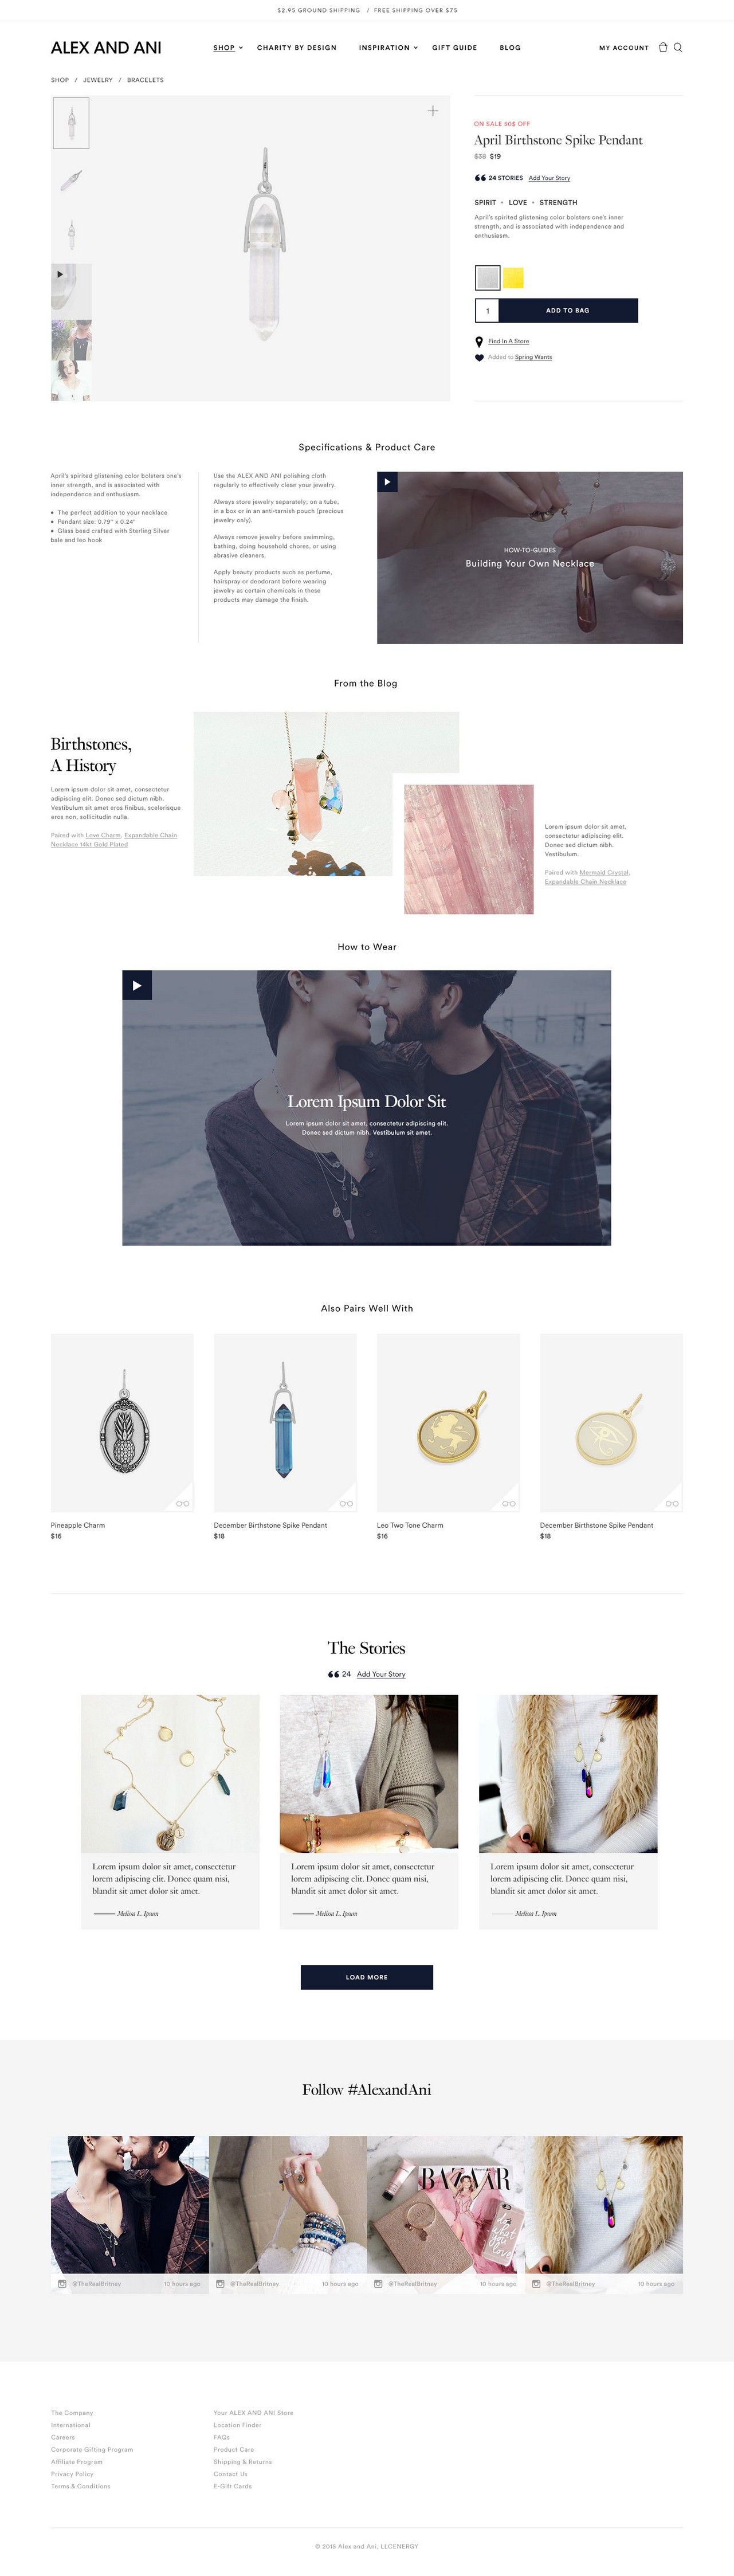 $2.95 GROUND SHIPPING / FREE SHIPPING OVER $75
ALEX AND ANI
SHOP
CHARITY BY DESIGN
INSPIRATION
GIFT GUIDE
BLOG
MY ACCOUNT
SHOP / JEWELRY / BRACELETS
ON SALE 50$ OFF
April Birthstone Spike Pendant
$38 $19
24 STORIES Add Your Story
SPIRIT • LOVE • STRENGTH
April's spirited glistening color bolsters one's inner
strength, and is associated with independence and
enthusiasm.
1
ADD TO BAG
Find In A Store
Added to Spring Wants
Specifications & Product Care
April's spirited glistening color bolsters one's
inner strength, and is associated with
independence and enthusiasm.
• The perfect addition to your necklace
• Pendant size: 0.79" x 0.24"
• Glass bead crafted with Sterling Silver
bale and leo hook
Use the ALEX AND ANI polishing cloth
regularly to effectively clean your jewelry.
Always store jewelry separately; on a tube,
in a box or in an anti-tarnish pouch (precious
jewelry only).
Always remove jewelry before swimming,
bathing, doing household chores, or using
abrasive cleaners.
Apply beauty products such as perfume,
hairspray or deodorant before wearing
jewelry as certain chemicals in these
products may damage the finish.
HOW-TO-GUIDES
Building Your Own Necklace
From the Blog
Birthstones,
A History
Lorem ipsum dolor sit amet, consectetur
adipiscing elit. Donec sed dictum nibh.
Vestibulum sit amet eros finibus, scelerisque
eros non, sollicitudin nulla.
Paired with Love Charm, Expandable Chain
Necklace 14kt Gold Plated
Lorem ipsum dolor sit amet,
consectetur adipiscing elit.
Donec sed dictum nibh.
Vestibulum.
Paired with Mermaid Crystal,
Expandable Chain Necklace
How to Wear
Lorem Ipsum Dolor Sit
Lorem ipsum dolor sit amet, consectetur adipiscing elit.
Donec sed dictum nibh. Vestibulum sit amet.
Also Pairs Well With
Pineapple Charm
$16
December Birthstone Spike Pendant
$18
Leo Two Tone Charm
$16
December Birthstone Spike Pendant
$18
The Stories
24 Add Your Story
Lorem ipsum dolor sit amet, consectetur
lorem adipiscing elit. Donec quam nisi,
blandit sit amet dolor sit amet.
Melissa L. Ipsum
Lorem ipsum dolor sit amet, consectetur
lorem adipiscing elit. Donec quam nisi,
blandit sit amet dolor sit amet.
Melissa L. Ipsum
Lorem ipsum dolor sit amet, consectetur
lorem adipiscing elit. Donec quam nisi,
blandit sit amet dolor sit amet.
Melissa L. Ipsum
LOAD MORE
Follow #AlexandAni
BAZAAR
@TheRealBritney 10 hours ago
@TheRealBritney 10 hours ago
@TheRealBritney 10 hours ago
@TheRealBritney 10 hours ago
The Company
International
Careers
Corporate Gifting Program
Affiliate Program
Privacy Policy
Terms & Conditions
Your ALEX AND ANI Store
Location Finder
FAQs
Product Care
Shipping & Returns
Contact Us
E-Gift Cards
© 2015 Alex and Ani, LLCENERGY